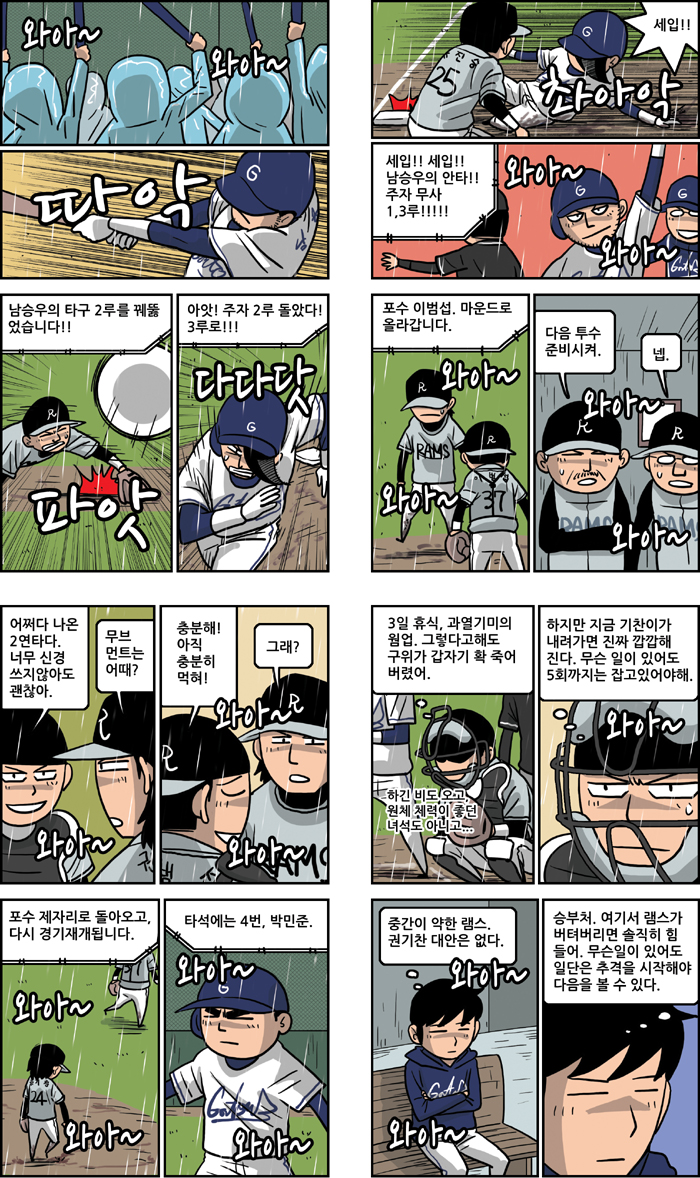 와아~
와아~
따악
G
남승우의 타구 2루를 꿰뚫
었습니다!!
R
파앗
아앗! 주자 2루 돌았다!
3루로!!!
다다닷
G
세입!!
G
25
촤아악
세입!! 세입!!
남승우의 안타!!
주자 무사
1,3루!!!!!
와아~
G
G
와아~
포수 이범섭. 마운드로
올라갑니다.
와아~
R
RAMS
와아~
37
다음 투수
준비시켜.
넵.
와아~
R
R
RAMS
RAMS
와아~
어쩌다 나온
2연타다.
너무 신경
쓰지않아도
괜찮아.
무브
먼트는
어때?
R
와아~
충분해!
아직
충분히
먹혀!
그래?
와아~
R
R
와아~
3일 휴식, 과열기미의
월업. 그렇다고해도
구위가 갑자기 확 죽어
버렸어.
하긴 비도 오고
원체 체력이 좋던
녀석도 아니고...
하지만 지금 기찬이가
내려가면 진짜 깝깝해
진다. 무슨 일이 있어도
5회까지는 잡고있어야해.
와아~
포수 제자리로 돌아오고,
다시 경기재개됩니다.
와아~
24
와아~
타석에는 4번, 박민준.
와아~
G
와아~
중간이 약한 램스.
권기찬 대안은 없다.
와아~
와아~
승부처. 여기서 램스가
버텨버리면 솔직히 힘
들어. 무슨일이 있어도
일단은 추격을 시작해야
다음을 볼 수 있다.